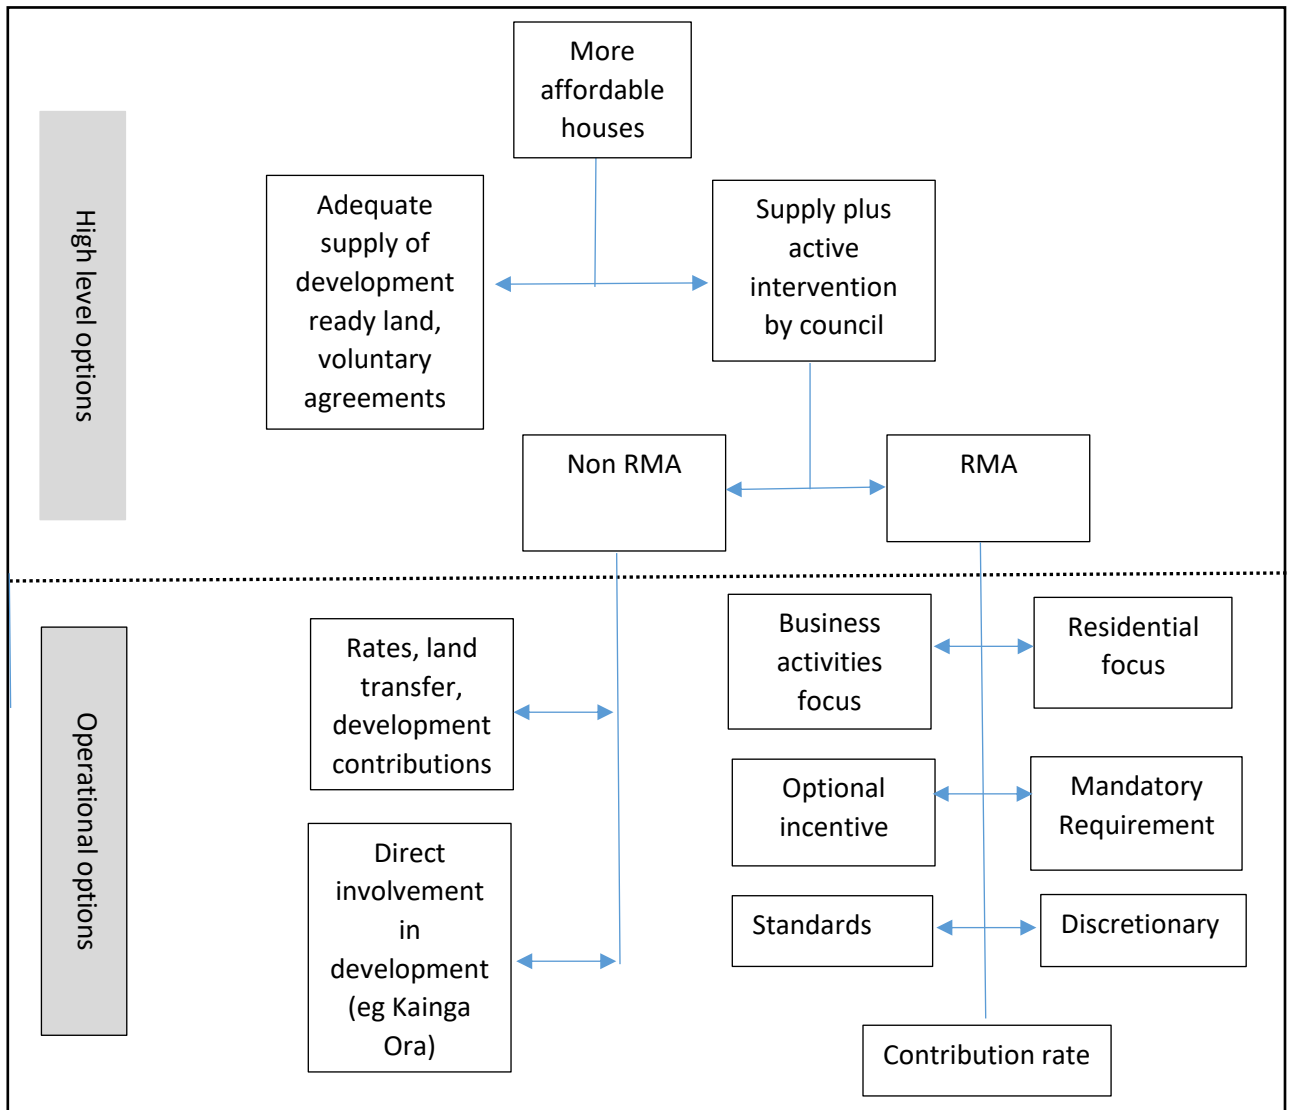 More
affordable
houses
High level options
Adequate
supply of
development
ready land,
voluntary
agreements
Supply plus
active
intervention
by council
Non RMA
RMA
Operational options
Rates, land
transfer,
development
contributions
Direct
involvement
in
development
(eg Kainga
Ora)
Business
activities
focus
Residential
focus
Optional
incentive
Mandatory
Requirement
Standards
Discretionary
Contribution rate